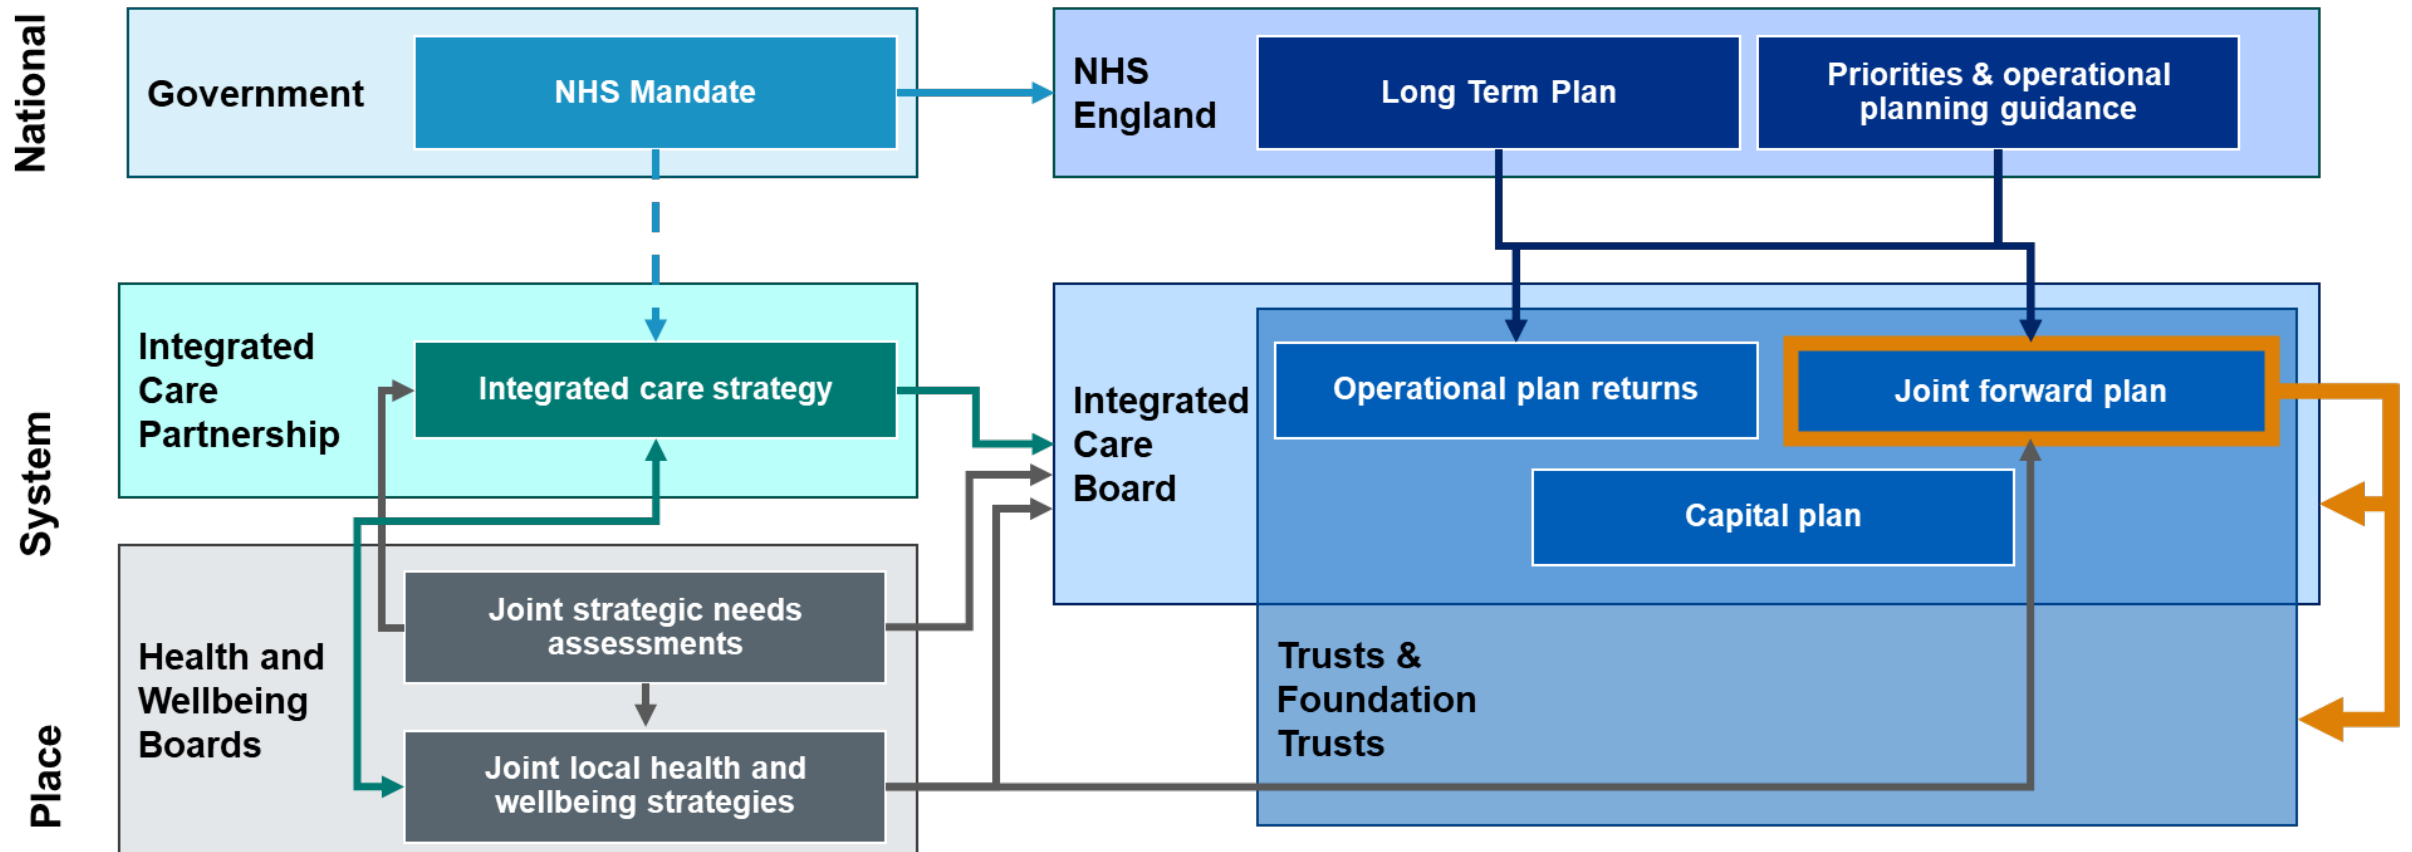 National
Government
NHS Mandate
NHS
England
Long Term Plan
Priorities & operational
planning guidance
System
Integrated
Care
Partnership
Integrated care strategy
Integrated
Care
Board
Operational plan returns
Joint forward plan
Capital plan
Place
Health and
Wellbeing
Boards
Joint strategic needs
assessments
Joint local health and
wellbeing strategies
Trusts &
Foundation
Trusts